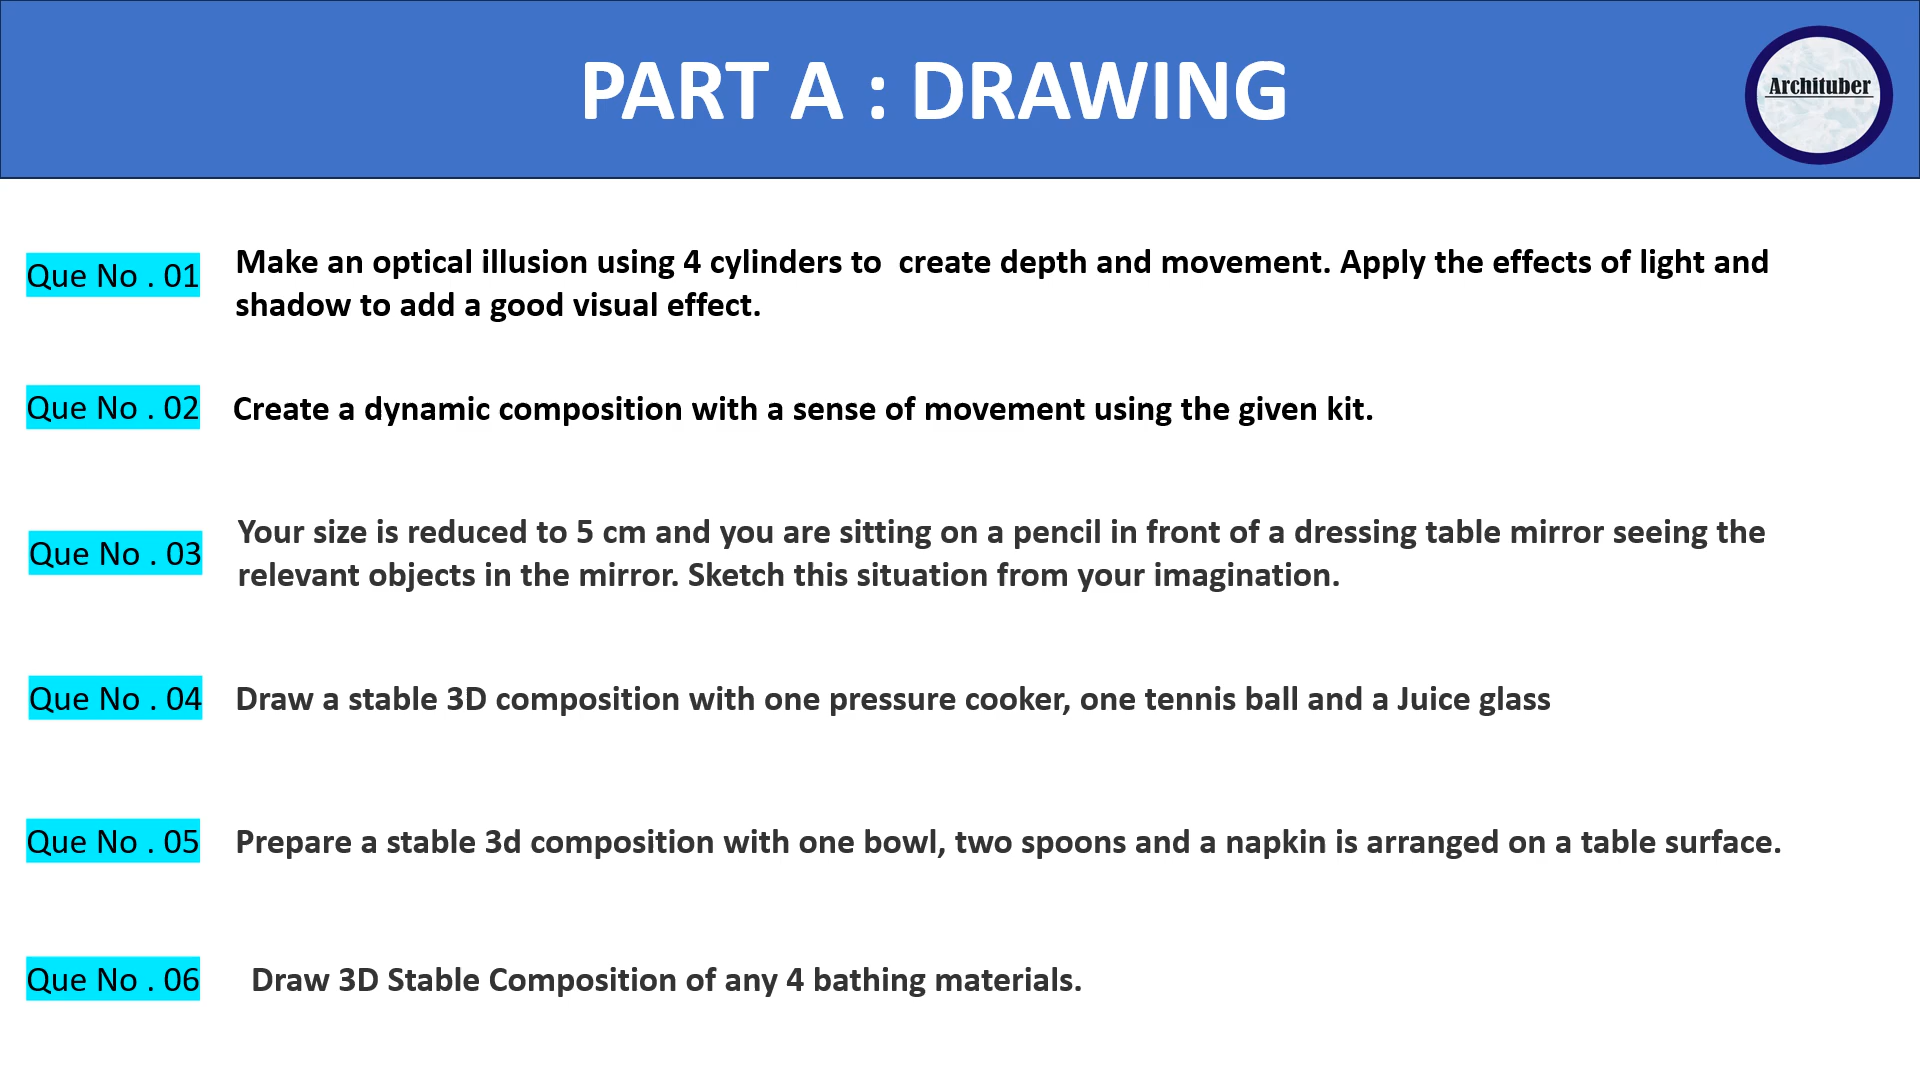 PART A : DRAWING
Archituber
Que No . 01
Make an optical illusion using 4 cylinders to  create depth and movement. Apply the effects of light and
shadow to add a good visual effect.
Que No . 02
Create a dynamic composition with a sense of movement using the given kit.
Que No . 03
Your size is reduced to 5 cm and you are sitting on a pencil in front of a dressing table mirror seeing the
relevant objects in the mirror. Sketch this situation from your imagination.
Que No . 04
Draw a stable 3D composition with one pressure cooker, one tennis ball and a Juice glass
Que No . 05
Prepare a stable 3d composition with one bowl, two spoons and a napkin is arranged on a table surface.
Que No . 06
Draw 3D Stable Composition of any 4 bathing materials.